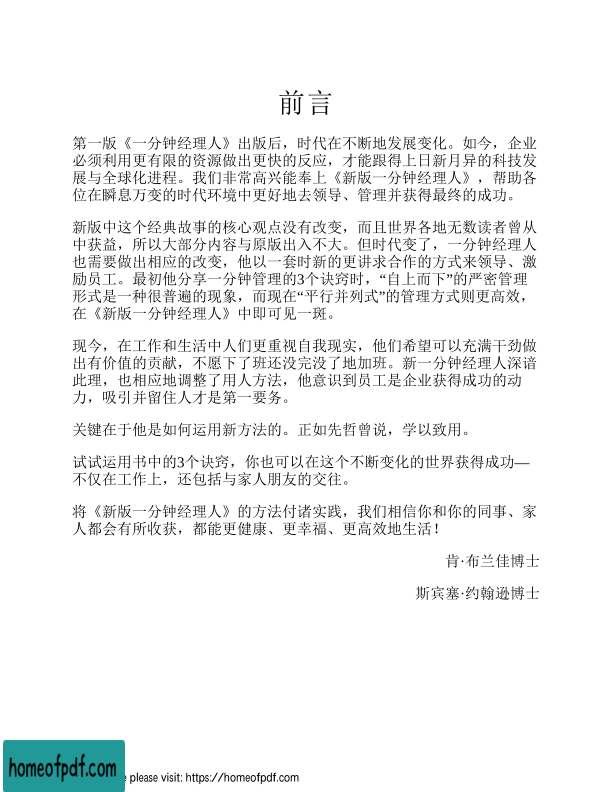 前言
第一版《一分钟经理人》出版后，时代在不断地发展变化。如今，企业
必须利用更有限的资源做出更快的反应，才能跟得上日新月异的科技发
展与全球化进程。我们非常高兴能奉上《新版一分钟经理人》，帮助各
位在瞬息万变的时代环境中更好地去领导、管理并获得最终的成功。
新版中这个经典故事的核心观点没有改变，而且世界各地无数读者曾从
中获益，所以大部分内容与原版出入不大。但时代变了，一分钟经理人
也需要做出相应的改变，他以一套时新的更讲求合作的方式来领导、激
励员工。最初他分享一分钟管理的3个诀窍时，“自上而下”的严密管理
形式是一种很普遍的现象，而现在“平行并列式”的管理方式则更高效，
在《新版一分钟经理人》中即可见一斑。
现今，在工作和生活中人们更重视自我现实，他们希望可以充满干劲做
出有价值的贡献，不愿下了班还没完没了地加班。新一分钟经理人深谙
此理，也相应地调整了用人方法，他意识到员工是企业获得成功的动
力，吸引并留住人才是第一要务。
关键在于他是如何运用新方法的。正如先哲曾说，学以致用。
试试运用书中的3个诀窍，你也可以在这个不断变化的世界获得成功—
不仅在工作上，还包括与家人朋友的交往。
将《新版一分钟经理人》的方法付诸实践，我们相信你和你的同事、家
人都会有所收获，都能更健康、更幸福、更高效地生活！
肯·布兰佳博士
斯宾塞·约翰逊博士
homeofpdf.com
e please visit: https://homeofpdf.com